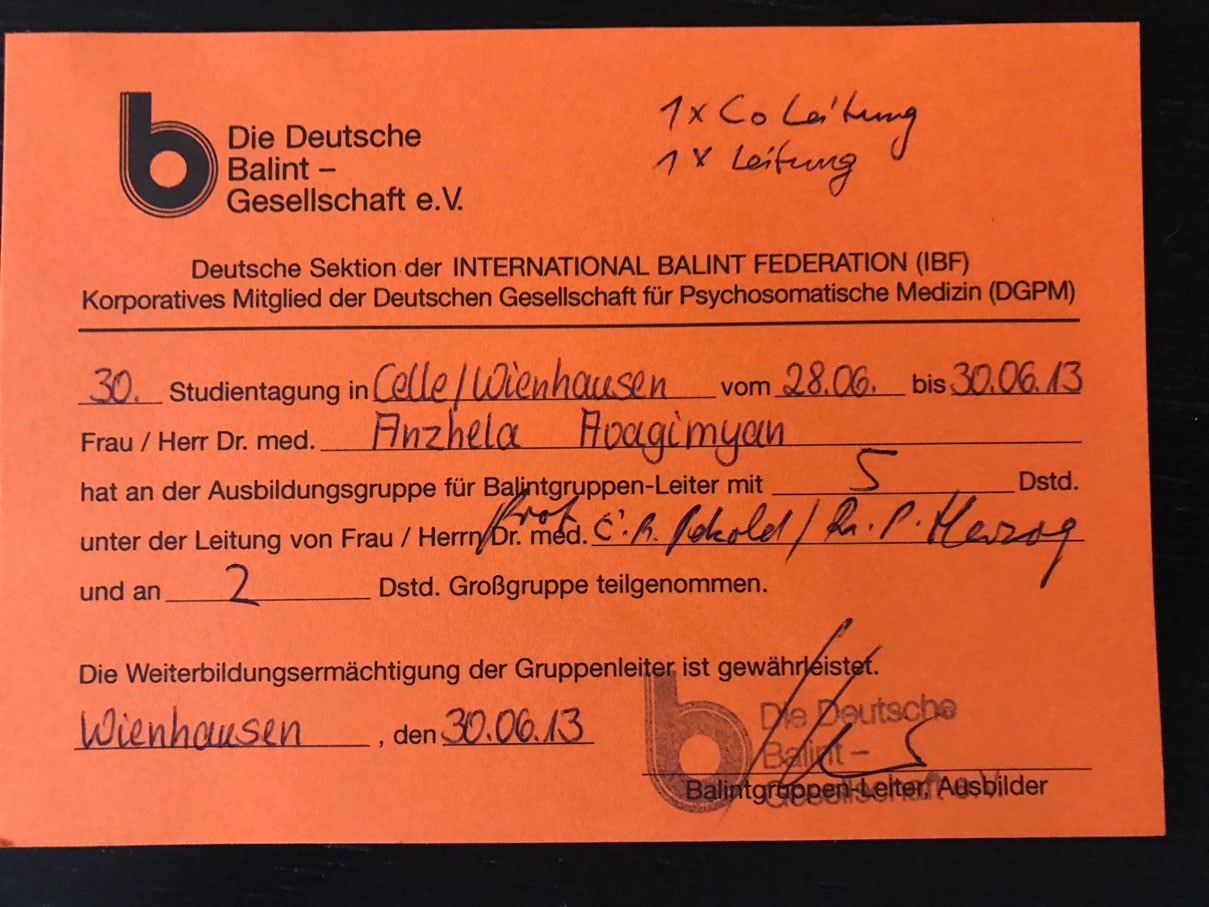 b
Die Deutsche
Balint –
Gesellschaft e.V.
1x Co Leitung
1x Leitung
Deutsche Sektion der INTERNATIONAL BALINT FEDERATION (IBF)
Korporatives Mitglied der Deutschen Gesellschaft für Psychosomatische Medizin (DGPM)
30. Studientagung in Celle/Wienhausen vom 28.06. bis 30.06.13
Frau / Herr Dr. med. Anzhela Avagimyan
hat an der Ausbildungsgruppe für Balintgruppen-Leiter mit 5 Dstd.
unter der Leitung von Frau / Herrn/Prof Dr. med. / Dr. P. Herzog
und an 2 Dstd. Großgruppe teilgenommen.
Die Weiterbildungsermächtigung der Gruppenleiter ist gewährleistet.
Wienhausen, den 30.06.13
b
Die Deutsche
Balint –
Gesellschaft e.V.
Balintgruppen-Leiter, Ausbilder